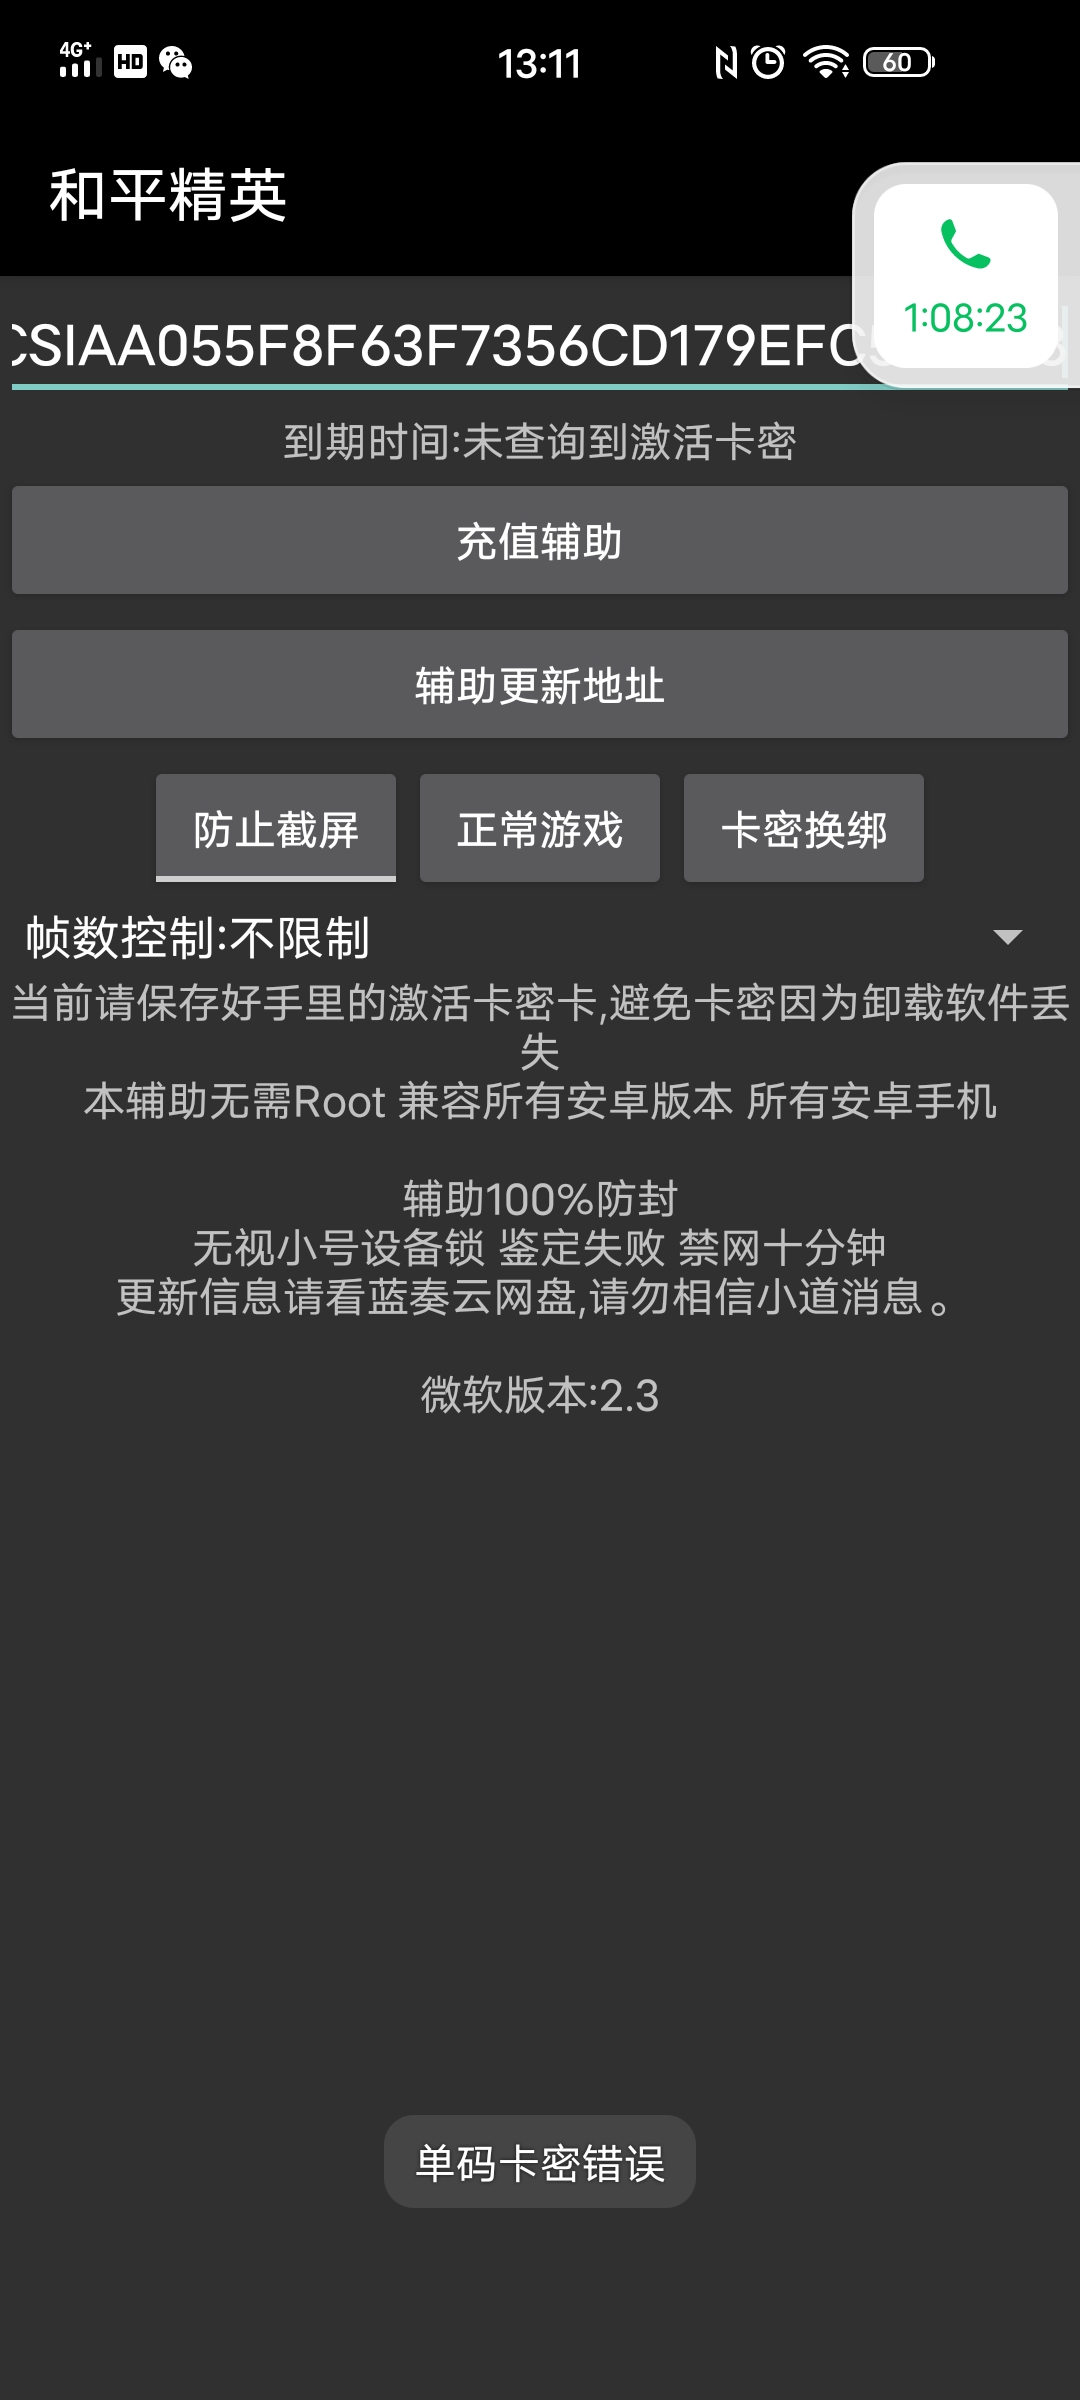 4G+ HD 13:11 60
和平精英
1:08:23
CSIAA055F8F63F7356CD179EFC
到期时间:未查询到激活卡密
充值辅助
辅助更新地址
防止截屏 正常游戏 卡密换绑
帧数控制:不限制
当前请保存好手里的激活卡密卡,避免卡密因为卸载软件丢
失
本辅助无需Root 兼容所有安卓版本 所有安卓手机
辅助100%防封
无视小号设备锁 鉴定失败 禁网十分钟
更新信息请看蓝奏云网盘,请勿相信小道消息。
微软版本:2.3
单码卡密错误